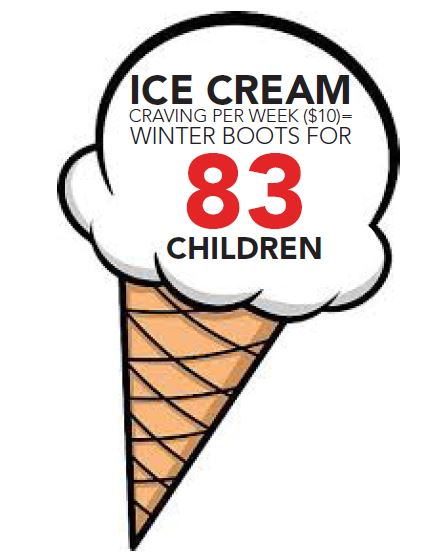 ICE CREAM
CRAVING PER WEEK ($10)=
WINTER BOOTS FOR
83
CHILDREN